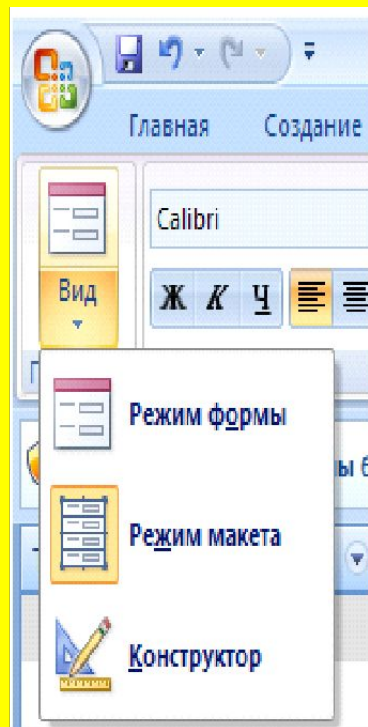 Главная Создание
Calibri
Вид
Ж К Ч
Режим формы
Режим макета
Конструктор